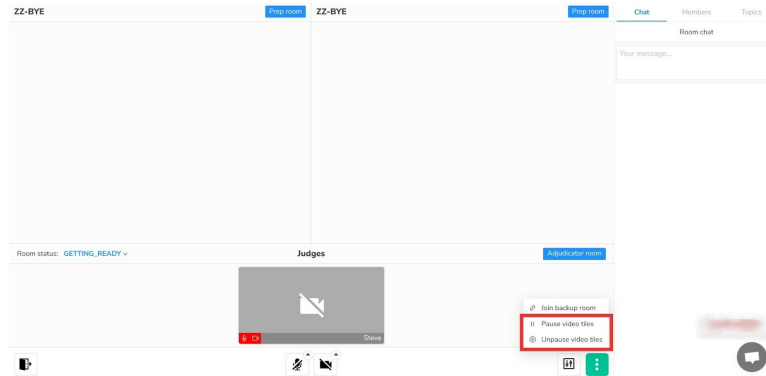 ZZ-BYE
Prep room
ZZ-BYE
Prep room
Chat
Members
Topics
Room chat
Your message...
Room status: GETTING_READY
Judges
Adjudicator room
Steve
Join backup room
Pause video tiles
Unpause video tiles